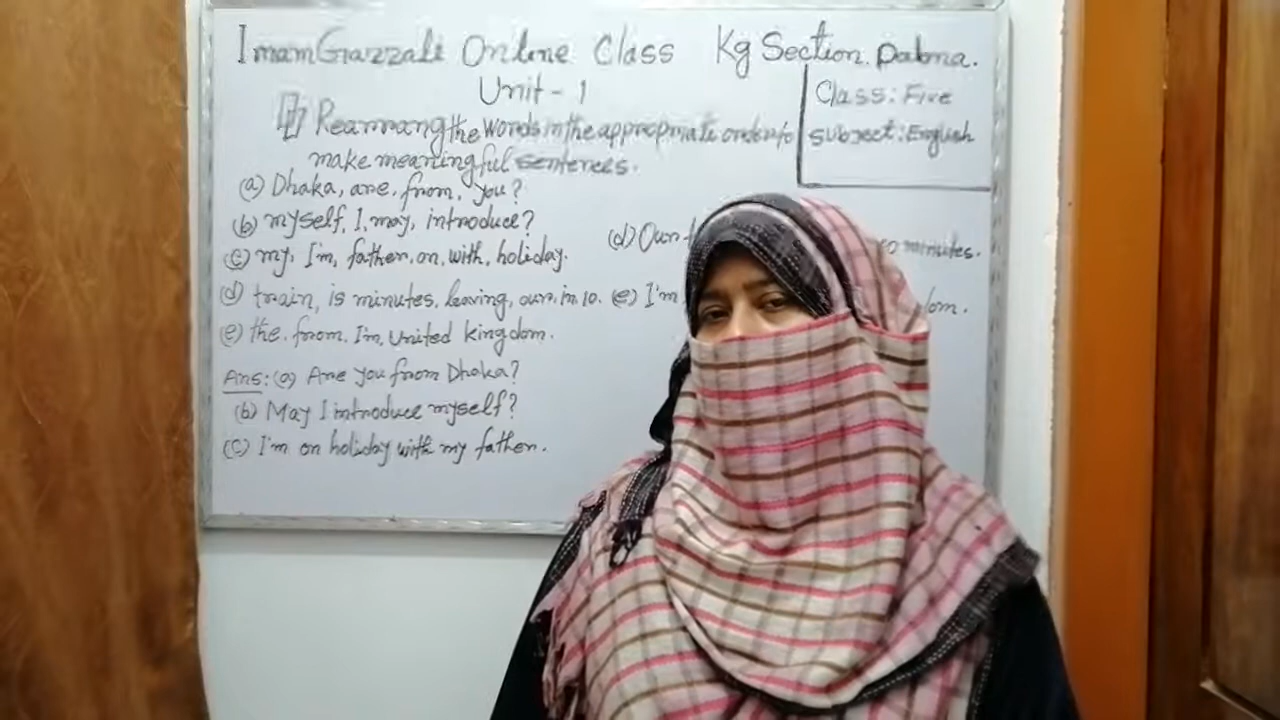 Imam Gazzali Online Class Kg Section. Pabna.
Unit - 1
Class: Five
Subject: English
Rearrang the words in the appropriate order to
make meaningful sentences.
(a) Dhaka, are, from, you?
(b) myself, I, may, introduce?
(c) my, I'm, father, on, with, holiday.
(d) train, is minutes, leaving, our, in 10.
(e) the, from, I'm, United Kingdom.
Ans: (a) Are you from Dhaka?
(b) May I introduce myself?
(c) I'm on holiday with my father.
(d) Our 10 minutes.
(e) I'm dom.